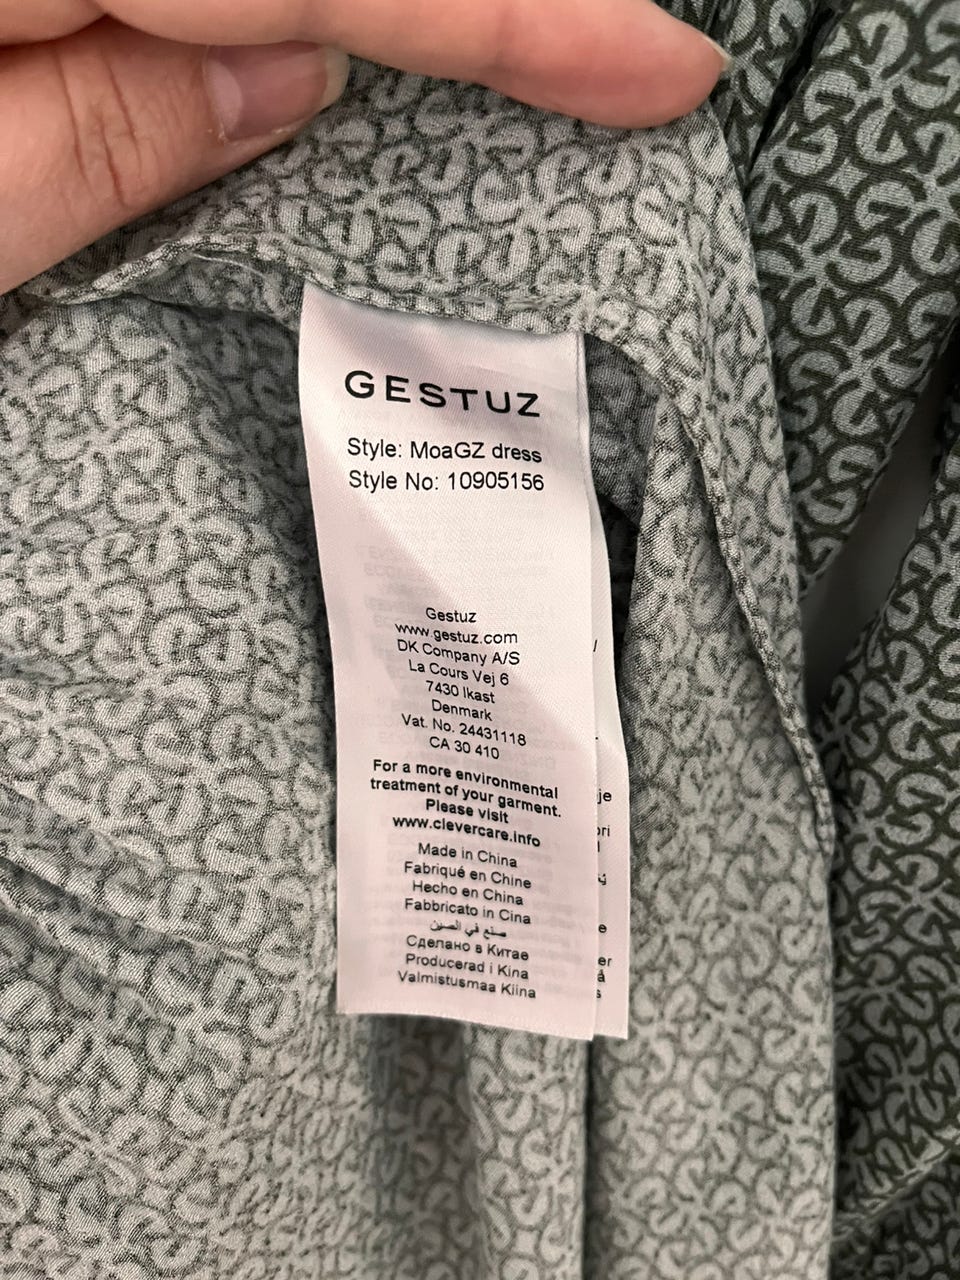 GESTUZ
Style: MoaGZ dress
Style No: 10905156
Gestuz
www.gestuz.com
DK Company A/S
La Cours Vej 6
7430 Ikast
Denmark
Vat. No. 24431118
CA 30 410
For a more environmental
treatment of your garment.
Please visit
www.clevercare.info
Made in China
Fabriqué en Chine
Hecho en China
Fabbricato in Cina
صنع في الصين
Сделано в Китае
Producerad i Kina
Valmistusmaa Kiina